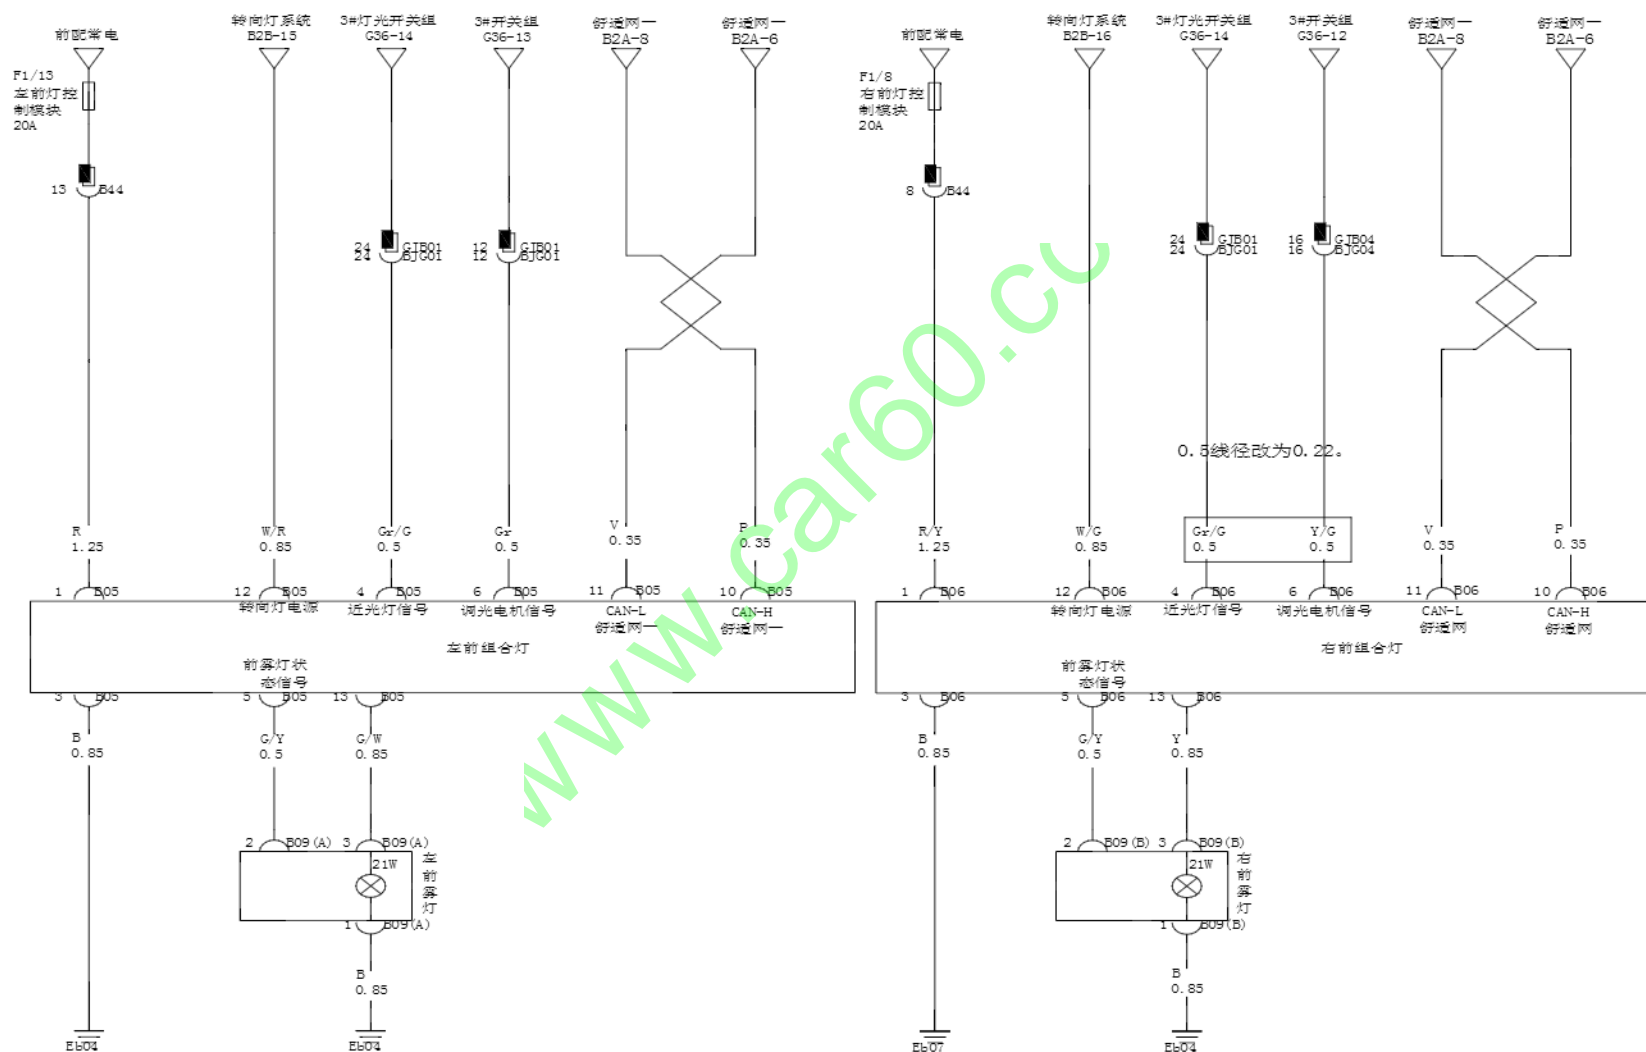 前配常电
转向灯系统
B2B-15
3#灯光开关组
G36-14
3#开关组
G36-13
舒适网一
B2A-8
舒适网一
B2A-6
前配常电
转向灯系统
B2B-16
3#灯光开关组
G36-14
3#开关组
G36-12
舒适网一
B2A-8
舒适网一
B2A-6
F1/13
左前灯控
制模块
20A
F1/8
右前灯控
制模块
20A
13 B44
8 B44
24 GJB01
24 BJG01
12 GJB01
12 BJG01
24 GJB01
24 BJG01
16 GJB04
16 BJG04
0.5线径改为0.22。
R
1.25
W/R
0.85
Gr/G
0.5
Gr
0.5
V
0.35
P
0.35
R/Y
1.25
W/G
0.85
Gr/G
0.5
Y/G
0.5
V
0.35
P
0.35
1 B05
12 B05
4 B05
6 B05
11 B05
10 B05
1 B06
12 B06
4 B06
6 B06
11 B06
10 B06
转向灯电源
近光灯信号
调光电机信号
CAN-L
舒适网一
CAN-H
舒适网一
转向灯电源
近光灯信号
调光电机信号
CAN-L
舒适网
CAN-H
舒适网
左前组合灯
右前组合灯
前雾灯状
态信号
前雾灯状
态信号
3 B05
5 B05
13 B05
3 B06
5 B06
13 B06
B
0.85
G/Y
0.5
G/W
0.85
B
0.85
G/Y
0.5
Y
0.85
2 B09(A)
3 B09(A)
21W
左前雾灯
1 B09(A)
2 B09(B)
3 B09(B)
21W
右前雾灯
1 B09(B)
B
0.85
B
0.85
Eb04
Eb04
Eb07
Eb04
www.car60.co